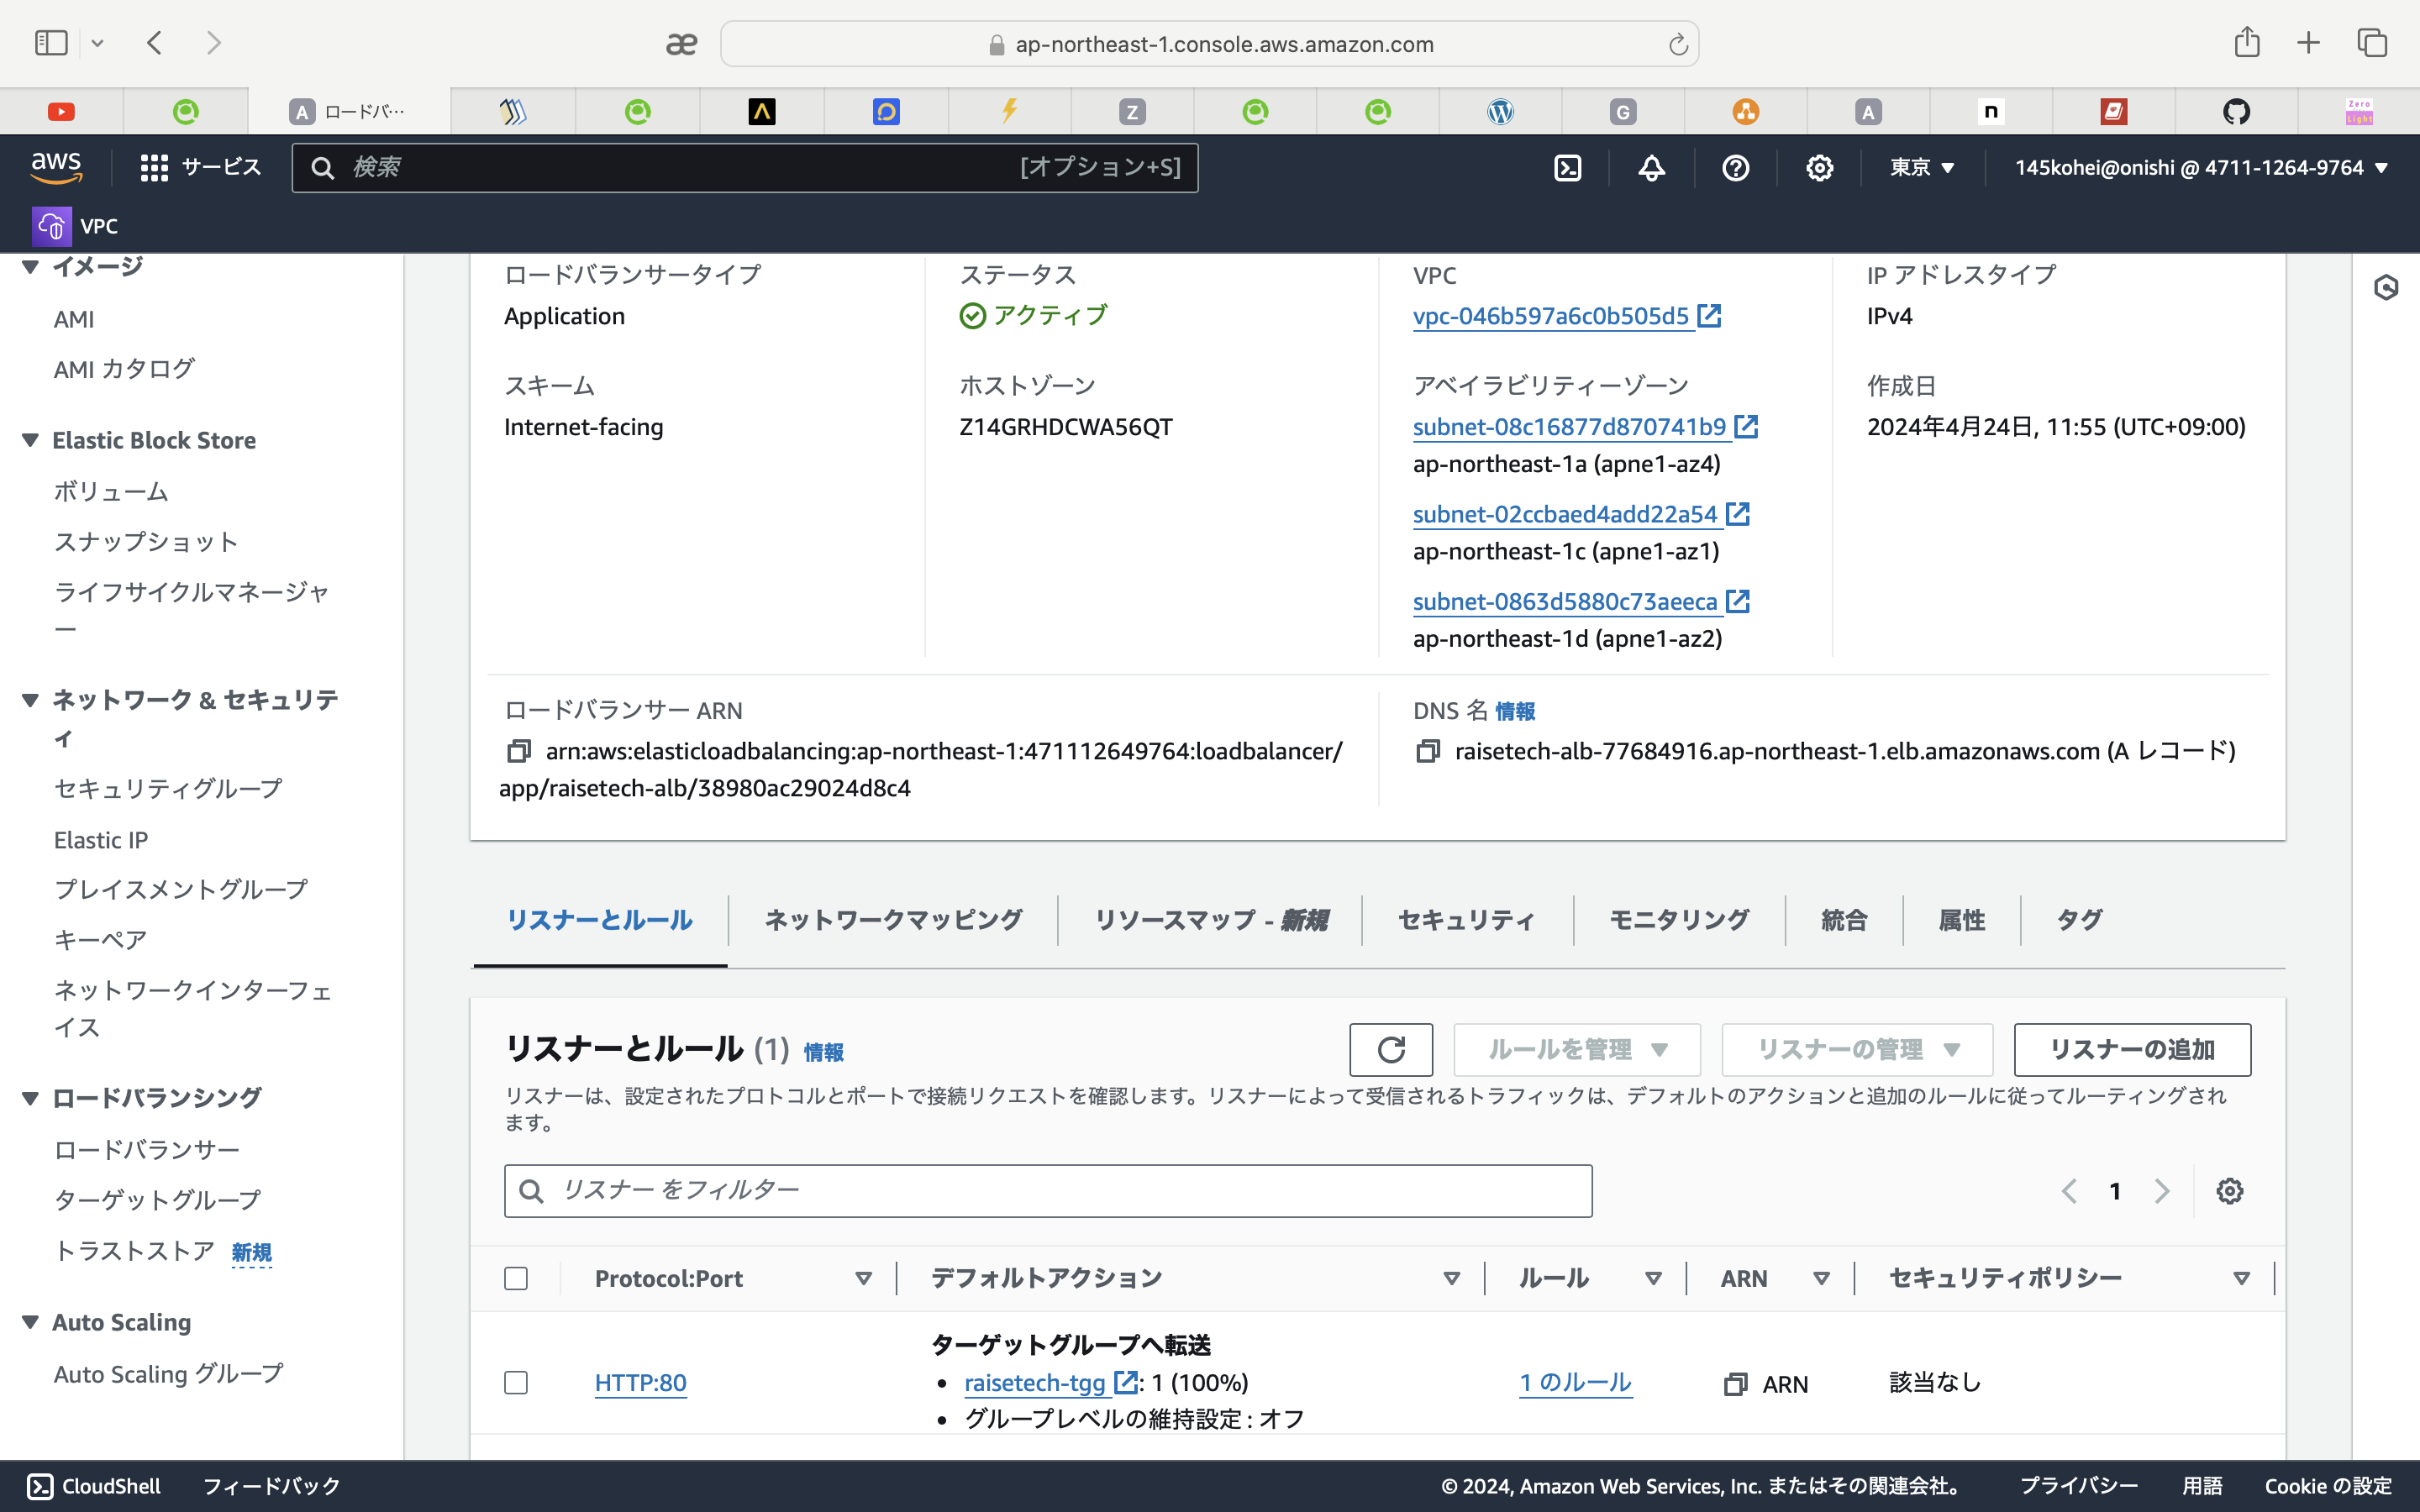 ap-northeast-1.console.aws.amazon.com
A ロードバ…
Z
G
A
n
Zero
Light
aws
サービス
検索
[オプション+S]
東京
145kohei@onishi @ 4711-1264-9764
VPC
イメージ
AMI
AMI カタログ
Elastic Block Store
ボリューム
スナップショット
ライフサイクルマネージャ
ー
ネットワーク & セキュリテ
ィ
セキュリティグループ
Elastic IP
プレイスメントグループ
キーペア
ネットワークインターフェ
イス
ロードバランシング
ロードバランサー
ターゲットグループ
トラストストア 新規
Auto Scaling
Auto Scaling グループ
ロードバランサータイプ
Application
ステータス
アクティブ
VPC
vpc-046b597a6c0b505d5
IP アドレスタイプ
IPv4
スキーム
Internet-facing
ホストゾーン
Z14GRHDCWA56QT
アベイラビリティーゾーン
subnet-08c16877d870741b9
ap-northeast-1a (apne1-az4)
subnet-02ccbaed4add22a54
ap-northeast-1c (apne1-az1)
subnet-0863d5880c73aeeca
ap-northeast-1d (apne1-az2)
作成日
2024年4月24日, 11:55 (UTC+09:00)
ロードバランサー ARN
arn:aws:elasticloadbalancing:ap-northeast-1:471112649764:loadbalancer/
app/raisetech-alb/38980ac29024d8c4
DNS 名 情報
raisetech-alb-77684916.ap-northeast-1.elb.amazonaws.com (A レコード)
リスナーとルール
ネットワークマッピング
リソースマップ - 新規
セキュリティ
モニタリング
統合
属性
タグ
リスナーとルール (1) 情報
ルールを管理
リスナーの管理
リスナーの追加
リスナーは、設定されたプロトコルとポートで接続リクエストを確認します。リスナーによって受信されるトラフィックは、デフォルトのアクションと追加のルールに従ってルーティングされ
ます。
リスナー をフィルター
1
Protocol:Port
デフォルトアクション
ルール
ARN
セキュリティポリシー
HTTP:80
ターゲットグループへ転送
• raisetech-tgg : 1 (100%)
• グループレベルの維持設定 : オフ
1 のルール
ARN
該当なし
CloudShell
フィードバック
© 2024, Amazon Web Services, Inc. またはその関連会社。
プライバシー
用語
Cookie の設定